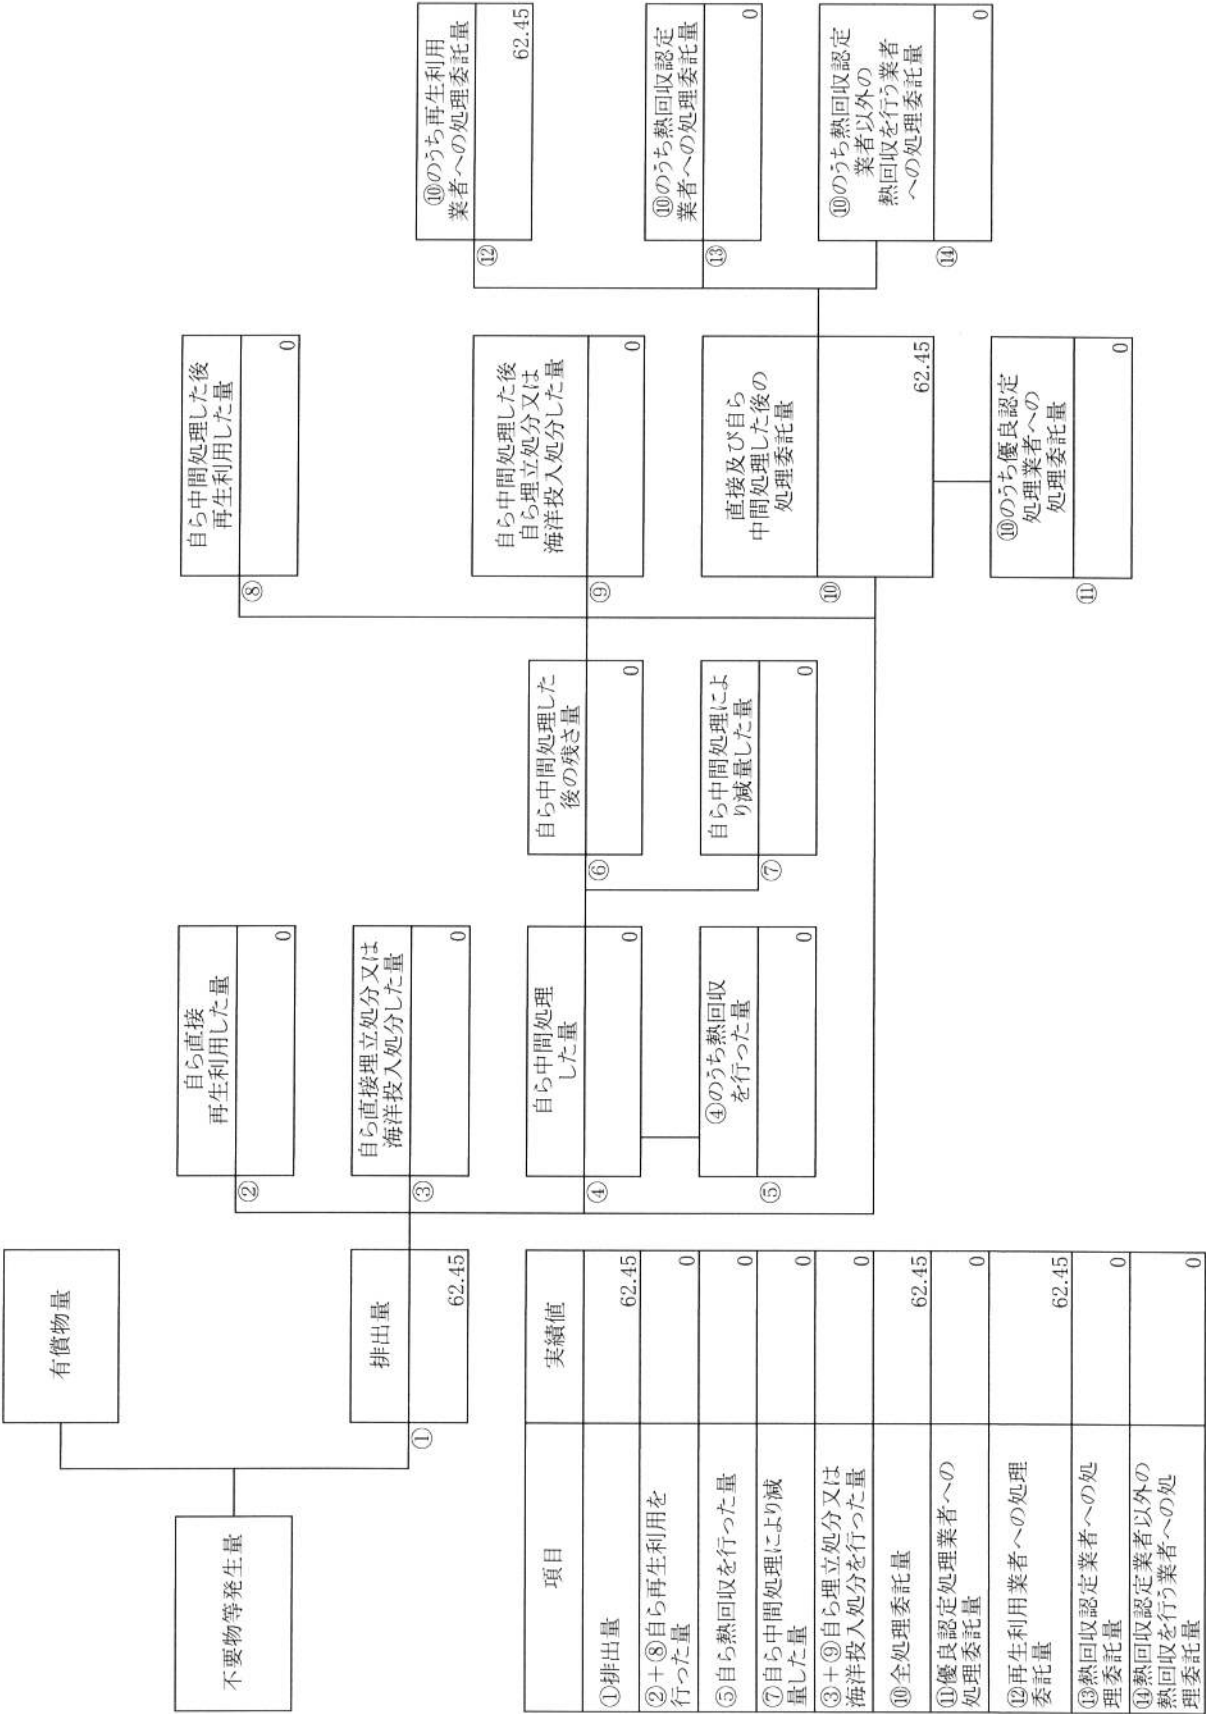 不要物等発生量
有償物量
①
排出量
62.45
②
自ら直接
再生利用した量
0
③
自ら直接埋立処分又は
海洋投入処分した量
0
④
自ら中間処理
した量
0
⑤
④のうち熱回収
を行った量
0
⑥
自ら中間処理した
後の残さ量
0
⑦
自ら中間処理によ
り減量した量
0
⑧
自ら中間処理した後
再生利用した量
0
⑨
自ら中間処理した後
自ら埋立処分又は
海洋投入処分した量
0
⑩
直接及び自ら
中間処理した後の
処理委託量
62.45
⑪
⑩のうち優良認定
処理業者への
処理委託量
0
⑫
⑩のうち再生利用
業者への処理委託量
62.45
⑬
⑩のうち熱回収認定
業者への処理委託量
0
⑭
⑩のうち熱回収認定
業者以外の
熱回収を行う業者
への処理委託量
0
項目 実績値
①排出量 62.45
②+⑧自ら再生利用を
行った量 0
⑤自ら熱回収を行った量 0
⑦自ら中間処理により減
量した量 0
③+⑨自ら埋立処分又は
海洋投入処分を行った量 0
⑩全処理委託量 62.45
⑪優良認定処理業者への
処理委託量 0
⑫再生利用業者への処理
委託量 62.45
⑬熱回収認定業者への処
理委託量 0
⑭熱回収認定業者以外の
熱回収を行う業者への処
理委託量 0